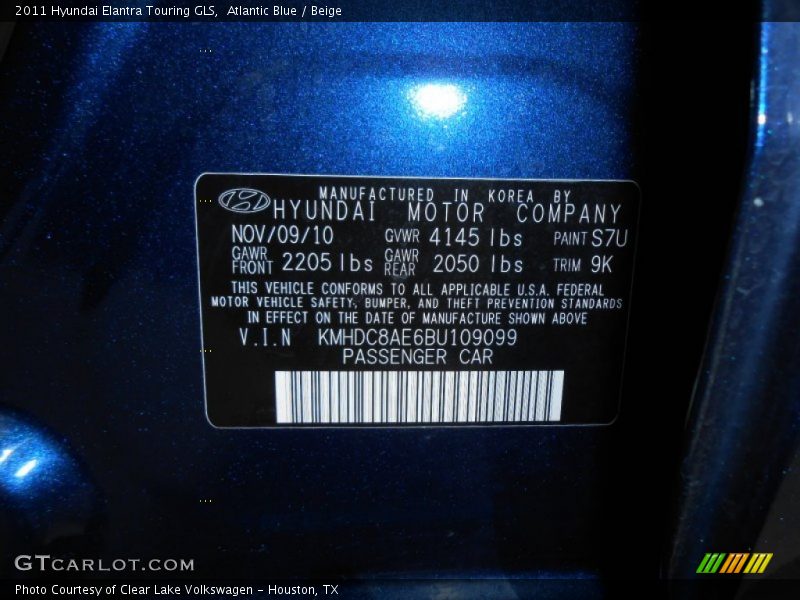 2011 Hyundai Elantra Touring GLS,  Atlantic Blue / Beige
MANUFACTURED IN KOREA BY
HYUNDAI MOTOR COMPANY
NOV/09/10 GVWR 4145 lbs PAINT S7U
GAWR FRONT 2205 lbs GAWR REAR 2050 lbs TRIM 9K
THIS VEHICLE CONFORMS TO ALL APPLICABLE U.S.A. FEDERAL
MOTOR VEHICLE SAFETY, BUMPER, AND THEFT PREVENTION STANDARDS
IN EFFECT ON THE DATE OF MANUFACTURE SHOWN ABOVE
V.I.N KMHDC8AE6BU109099
PASSENGER CAR
GTCARLOT.COM
Photo Courtesy of Clear Lake Volkswagen - Houston, TX